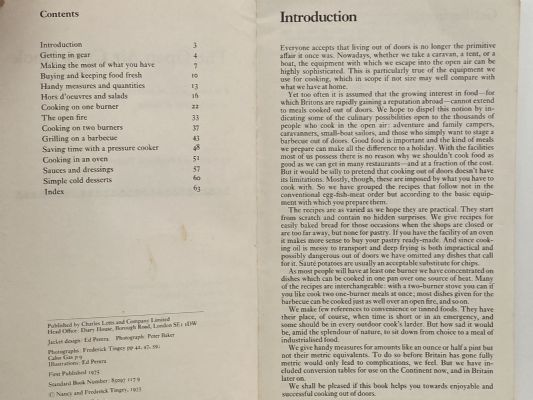 Contents
Introduction 3
Getting in gear 4
Making the most of what you have 7
Buying and keeping food fresh 10
Handy measures and quantities 13
Hors d'oeuvres and salads 16
Cooking on one burner 22
The open fire 33
Cooking on two burners 37
Grilling on a barbecue 43
Saving time with a pressure cooker 48
Cooking in an oven 51
Sauces and dressings 57
Simple cold desserts 60
Index 63
Published by Charles Letts and Company Limited
Head Office: Diary House, Borough Road, London SE1 1DW
Jacket design: Ed Perera Photograph: Peter Baker
Photographs: Frederick Tingey pp 42, 47, 59.
Calor Gas p 9
Illustrations: Ed Perera
First Published 1975
Standard Book Number: 85097 117 9
© Nancy and Frederick Tingey, 1975
Introduction
Everyone accepts that living out of doors is no longer the primitive
affair it once was. Nowadays, whether we take a caravan, a tent, or a
boat, the equipment with which we escape into the open air can be
highly sophisticated. This is particularly true of the equipment we
use for cooking, which in scope if not size may well compare with
what we have at home.
Yet too often it is assumed that the growing interest in food—for
which Britons are rapidly gaining a reputation abroad—cannot extend
to meals cooked out of doors. We hope to dispel this notion by in-
dicating some of the culinary possibilities open to the thousands of
people who cook in the open air: adventure and family campers,
caravanners, small-boat sailors, and those who simply want to stage a
barbecue out of doors. Good food is important and the kind of meals
we prepare can make all the difference to a holiday. With the facilities
most of us possess there is no reason why we shouldn't cook food as
good as we can get in many restaurants—and at a fraction of the cost.
But it would be silly to pretend that cooking out of doors doesn't have
its limitations. Mostly, though, these are imposed by what you have to
cook with. So we have grouped the recipes that follow not in the
conventional egg-fish-meat order but according to the basic equip-
ment with which you prepare them.
The recipes are as varied as we hope they are practical. They start
from scratch and contain no hidden surprises. We give recipes for
easily baked bread for those occasions when the shops are closed or
are too far away, but none for pastry. If you have the facility of an oven
it makes more sense to buy your pastry ready-made. And since cook-
ing oil is messy to transport and deep frying is both impractical and
possibly dangerous out of doors we have omitted any dishes that call
for it. Sauté potatoes are usually an acceptable substitute for chips.
As most people will have at least one burner we have concentrated on
dishes which can be cooked in one pan over one source of heat. Many
of the recipes are interchangeable: with a two-burner stove you can if
you like cook two one-burner meals at once; most dishes given for the
barbecue can be cooked just as well over an open fire, and so on.
We make few references to convenience or tinned foods. They have
their place, of course, when time is short or in an emergency, and
some should be in every outdoor cook's larder. But how sad it would
be, amid the splendour of nature, to sit down from choice to a meal of
industrialised food.
We give handy measures for amounts like an ounce or half a pint but
not their metric equivalents. To do so before Britain has gone fully
metric would only lead to complications, we feel. But we have in-
cluded conversion tables for use on the Continent now, and in Britain
later on.
We shall be pleased if this book helps you towards enjoyable and
successful cooking out of doors.